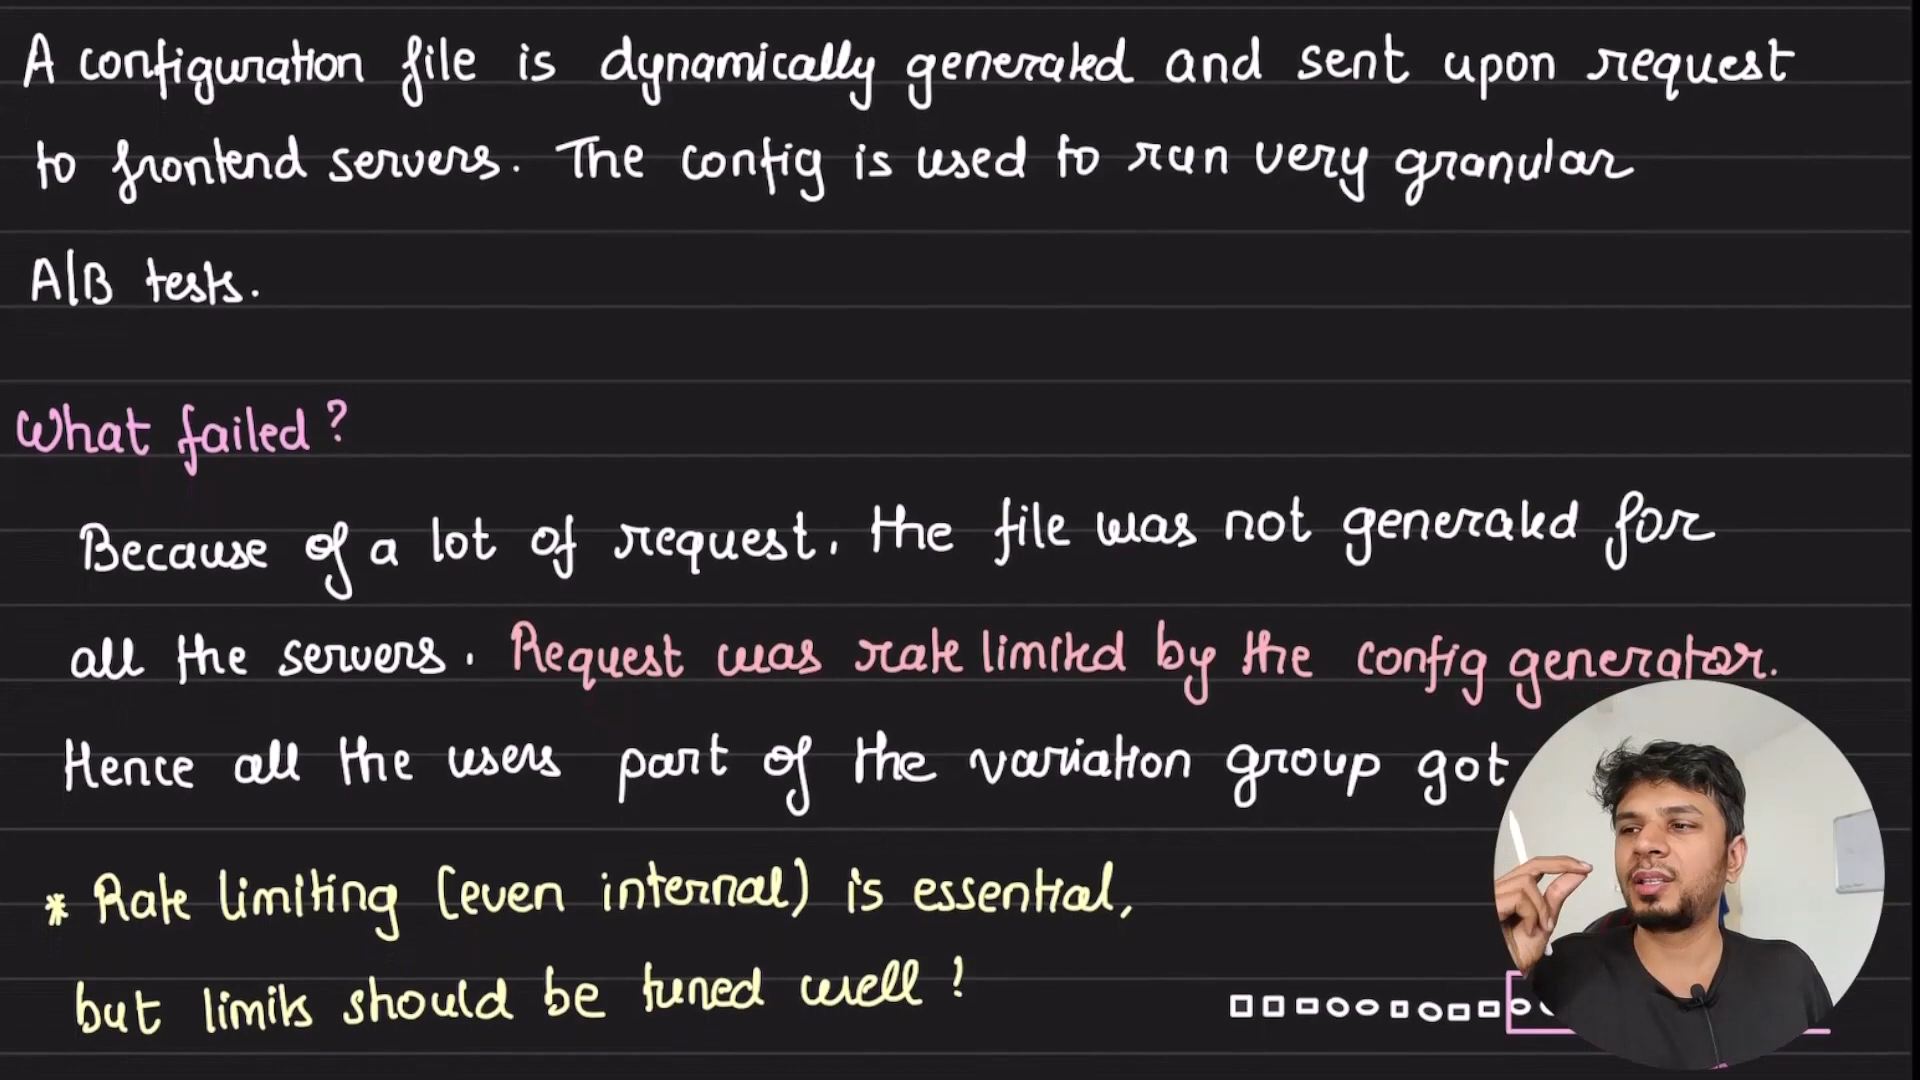 A configuration file is dynamically generated and sent upon request
to frontend servers. The config is used to run very granular
A/B tests.
What failed?
Because of a lot of request, the file was not generated for
all the servers. Request was rate limited by the config generator.
Hence all the users part of the variation group got
* Rate limiting (even internal) is essential,
but limits should be tuned well!